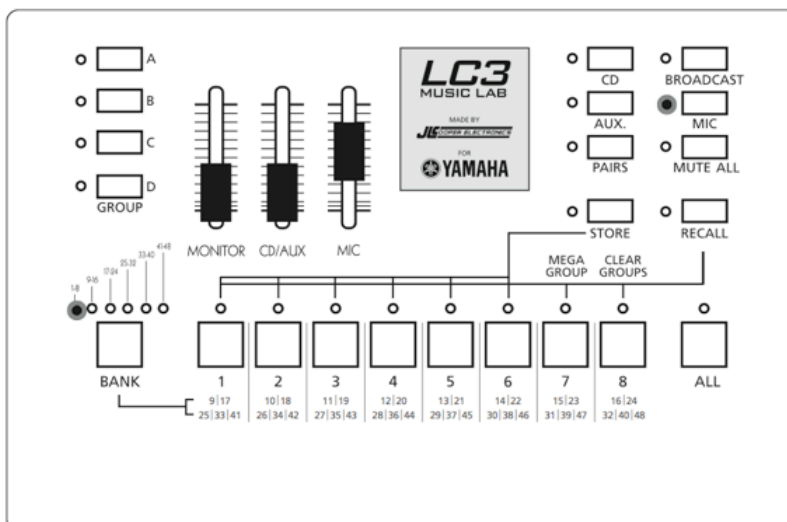 A
B
C
D
GROUP
MONITOR
CD/AUX
MIC
LC3
MUSIC LAB
MADE BY
JLCOOPER ELECTRONICS
FOR
YAMAHA
CD
BROADCAST
AUX.
MIC
PAIRS
MUTE ALL
STORE
RECALL
MEGA
GROUP
CLEAR
GROUPS
1-8
9-16
17-24
25-32
33-40
41-48
BANK
1 2 3 4 5 6 7 8
ALL
9|17 10|18 11|19 12|20 13|21 14|22 15|23 16|24
25|33|41 26|34|42 27|35|43 28|36|44 29|37|45 30|38|46 31|39|47 32|40|48